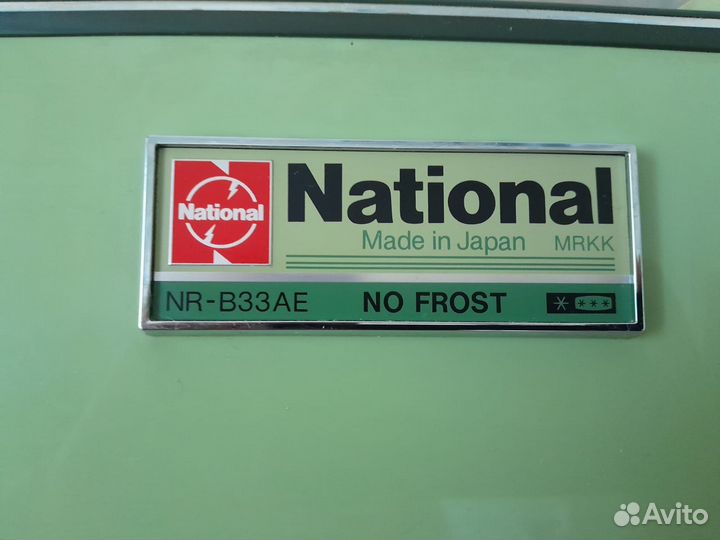 National
National
Made in Japan MRKK
NR-B33AE NO FROST
Avito